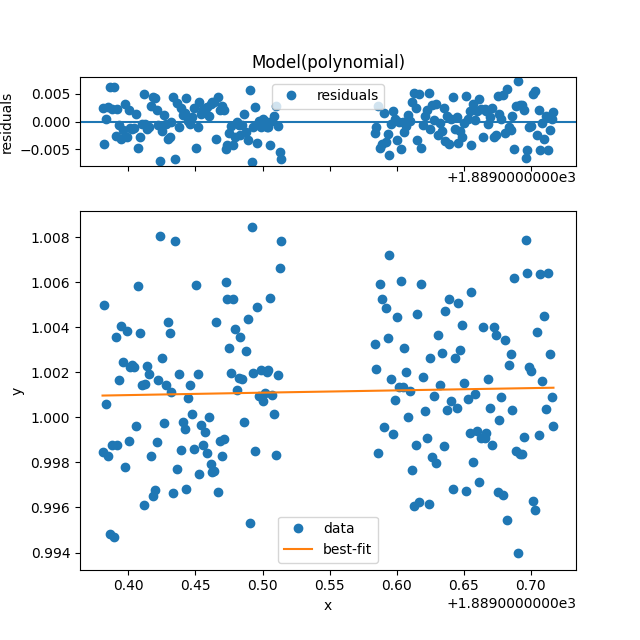 Model(polynomial)
residuals
0.005
0.000
−0.005
residuals
+1.8890000000e3
1.008
1.006
1.004
1.002
1.000
0.998
0.996
0.994
y
data
best-fit
0.40 0.45 0.50 0.55 0.60 0.65 0.70
x
+1.8890000000e3